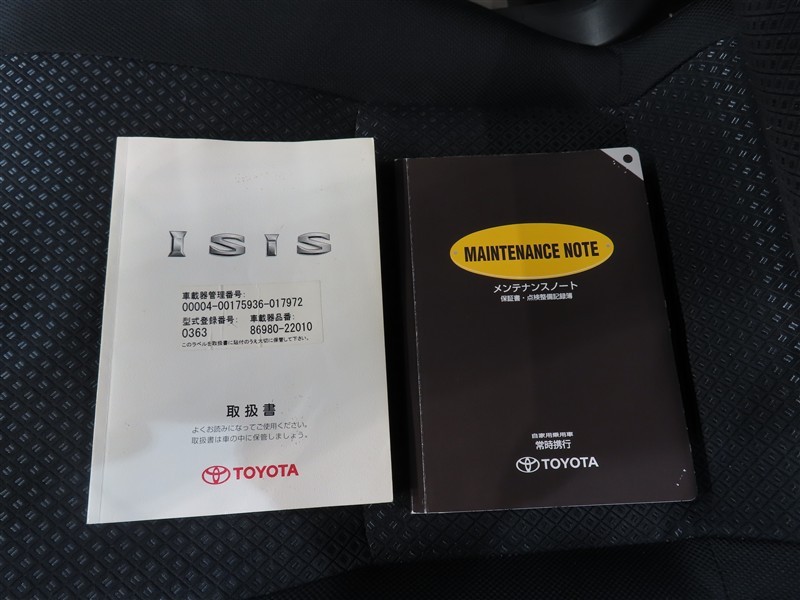 ISIS
車載器管理番号:
00004-00175936-017972
型式登録番号: 車載器品番:
0363 86980-22010
このラベルを取扱書に貼付のうえ大切に保管して下さい。
取扱書
よくお読みになってご使用ください。
取扱書は車の中に保管しましょう。
TOYOTA
MAINTENANCE NOTE
メンテナンスノート
保証書・点検整備記録簿
自家用乗用車
常時携行
TOYOTA